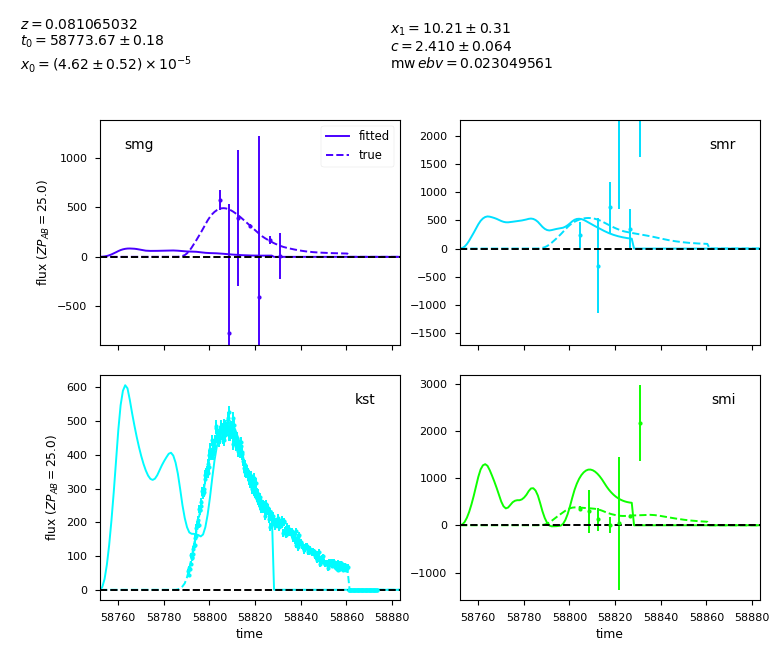 z = 0.081065032
t₀ = 58773.67 ± 0.18
x₀ = (4.62 ± 0.52) × 10⁻⁵
x₁ = 10.21 ± 0.31
c = 2.410 ± 0.064
mw ebv = 0.023049561
smg
fitted
true
1000
500
0
−500
flux (ZP_AB = 25.0)
smr
2000
1500
1000
500
0
−500
−1000
−1500
kst
600
500
400
300
200
100
0
flux (ZP_AB = 25.0)
58760 58780 58800 58820 58840 58860 58880
time
smi
3000
2000
1000
0
−1000
58760 58780 58800 58820 58840 58860 58880
time